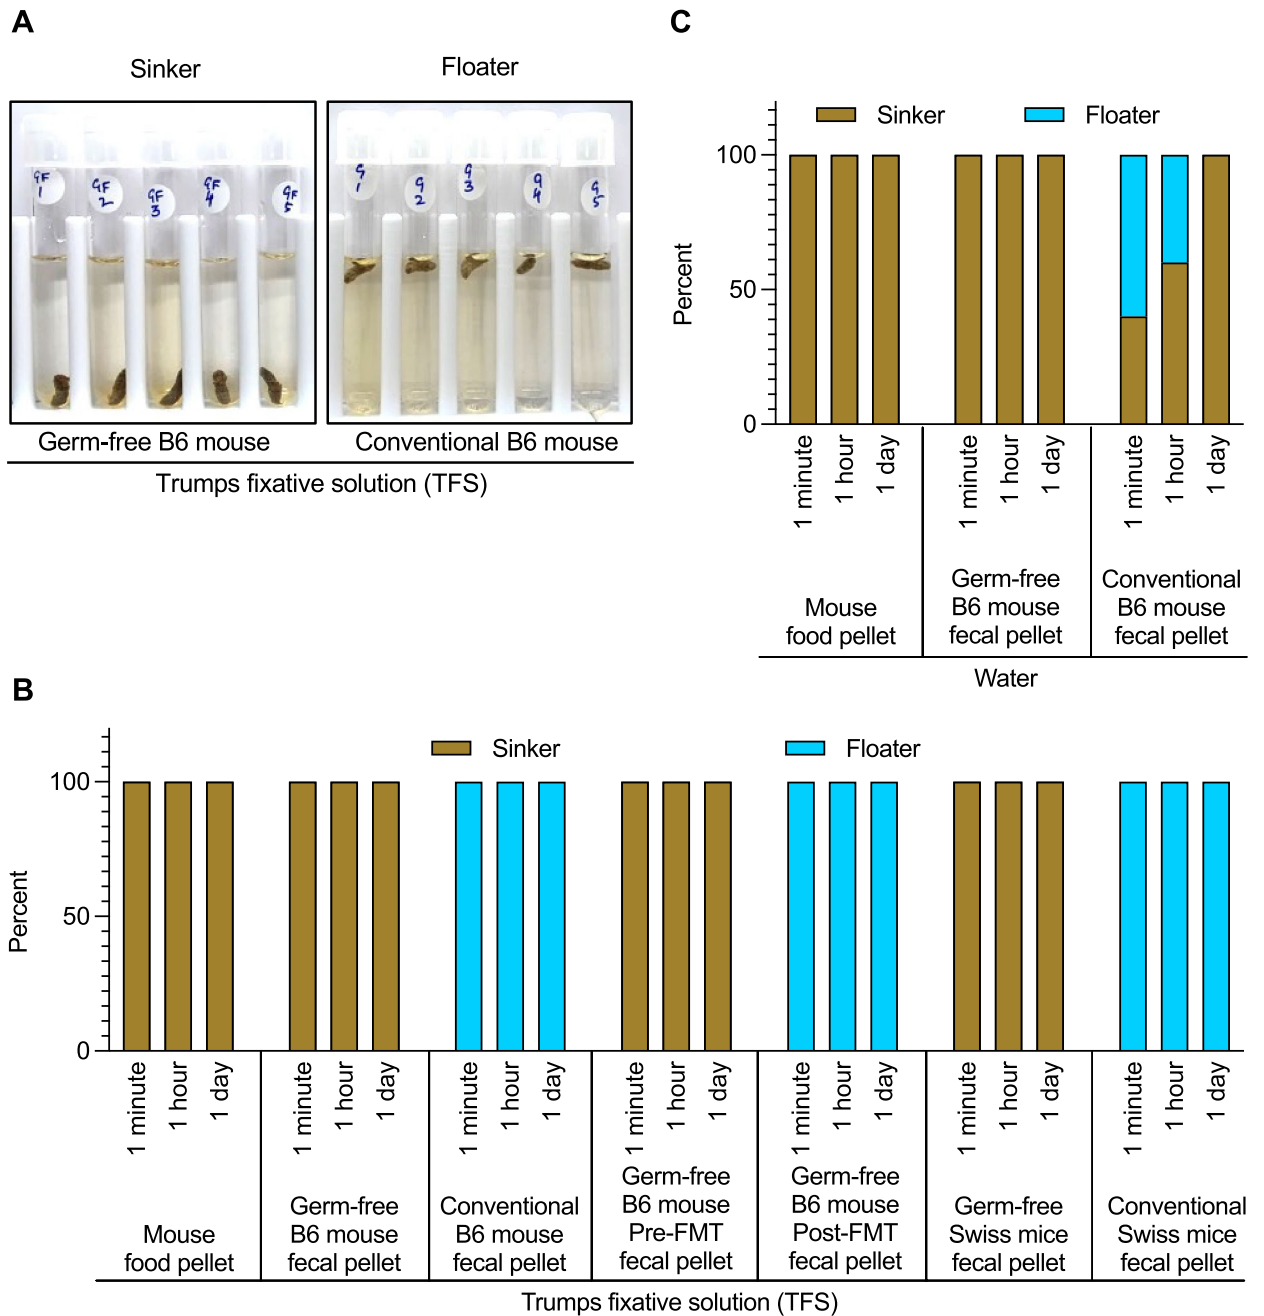 A
Sinker
Floater
GF
1
GF
2
GF
3
GF
4
GF
5
G
1
G
2
G
3
G
4
G
5
Germ-free B6 mouse
Conventional B6 mouse
Trumps fixative solution (TFS)
C
Sinker
Floater
100
50
0
Percent
1 minute
1 hour
1 day
1 minute
1 hour
1 day
1 minute
1 hour
1 day
Mouse
food pellet
Germ-free
B6 mouse
fecal pellet
Conventional
B6 mouse
fecal pellet
Water
B
Sinker
Floater
100
50
0
Percent
1 minute
1 hour
1 day
1 minute
1 hour
1 day
1 minute
1 hour
1 day
1 minute
1 hour
1 day
1 minute
1 hour
1 day
1 minute
1 hour
1 day
1 minute
1 hour
1 day
Mouse
food pellet
Germ-free
B6 mouse
fecal pellet
Conventional
B6 mouse
fecal pellet
Germ-free
B6 mouse
Pre-FMT
fecal pellet
Germ-free
B6 mouse
Post-FMT
fecal pellet
Germ-free
Swiss mice
fecal pellet
Conventional
Swiss mice
fecal pellet
Trumps fixative solution (TFS)